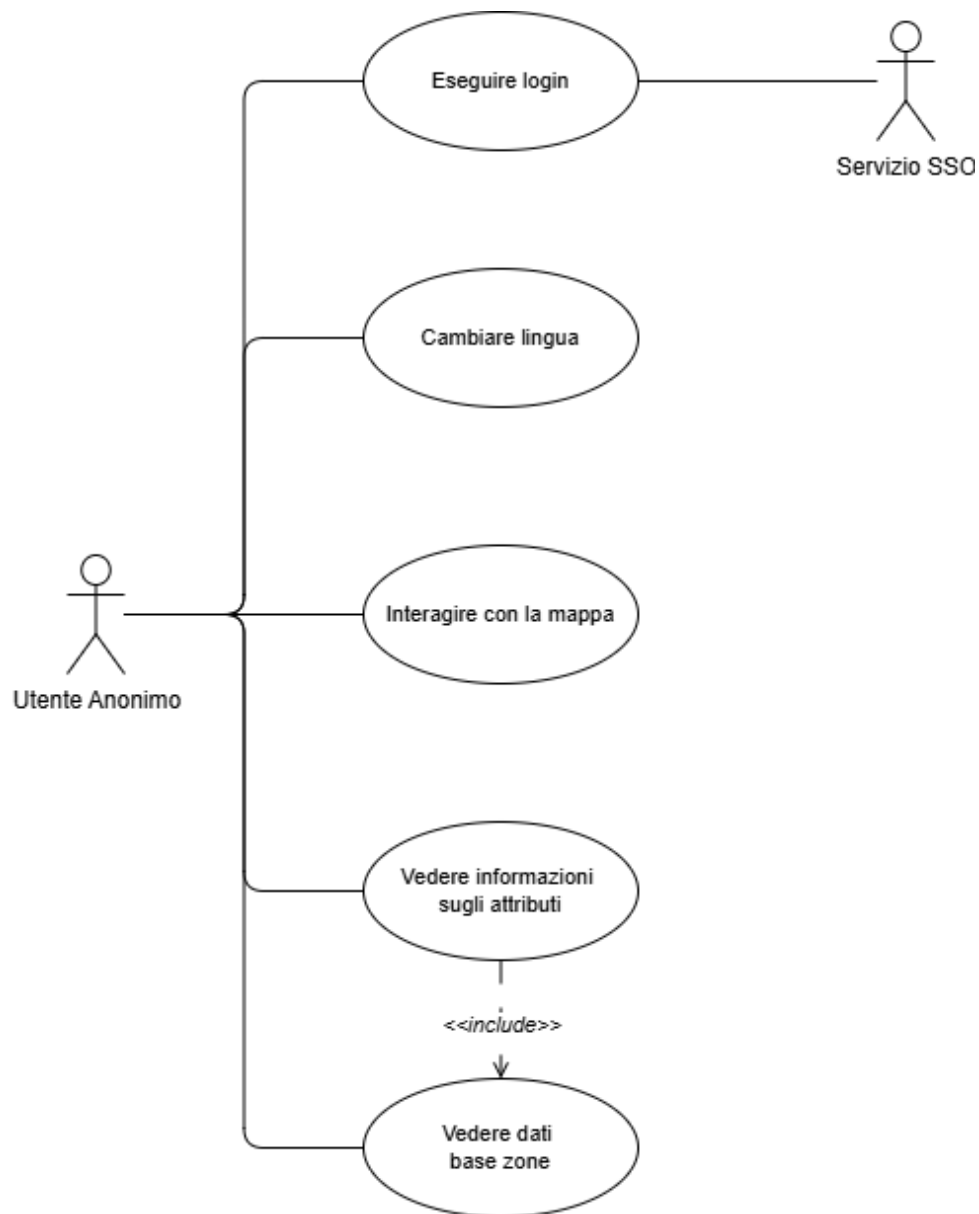 Eseguire login
Servizio SSO
Cambiare lingua
Interagire con la mappa
Utente Anonimo
Vedere informazioni
sugli attributi
<<include>>
Vedere dati
base zone